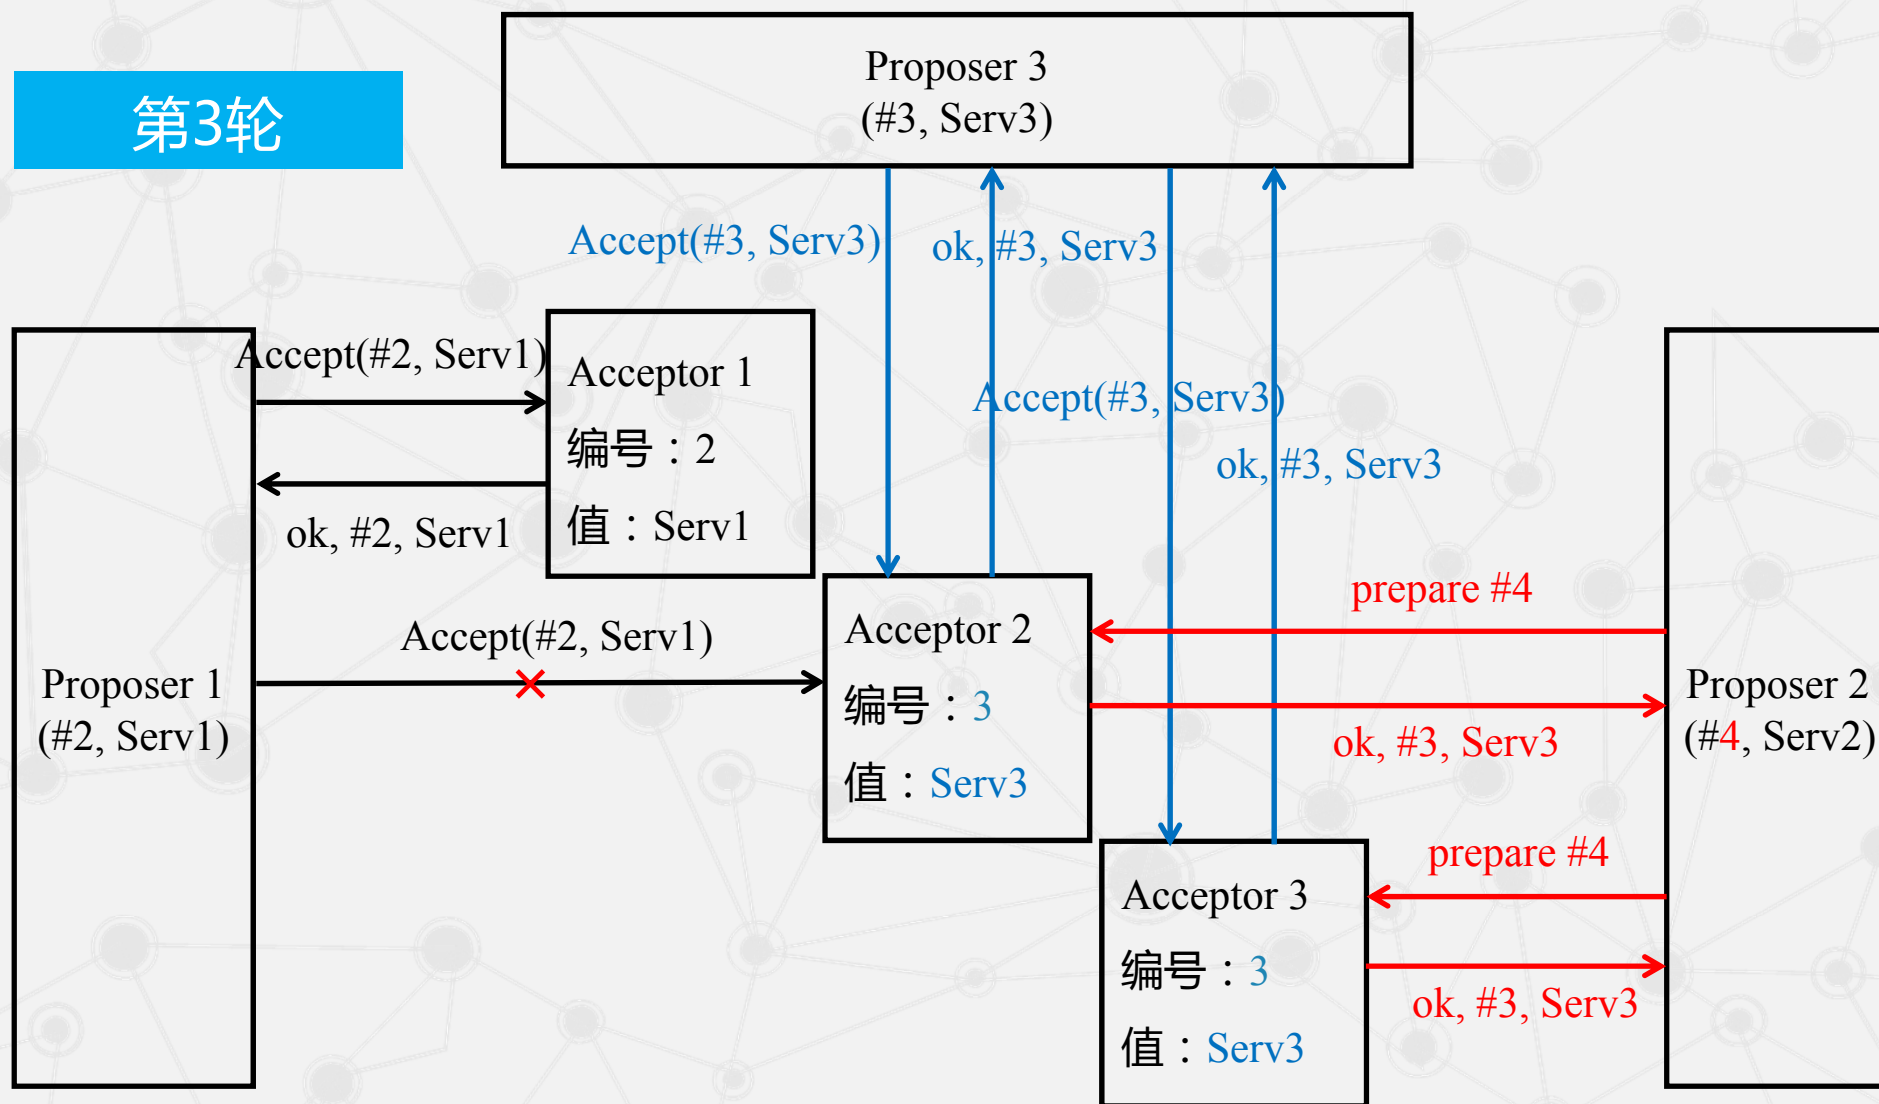 第3轮
Proposer 3
(#3, Serv3)
Accept(#3, Serv3)
ok, #3, Serv3
Accept(#2, Serv1)
Acceptor 1
编号：2
值：Serv1
ok, #2, Serv1
Accept(#3, Serv3)
ok, #3, Serv3
Proposer 1
(#2, Serv1)
Accept(#2, Serv1)
Acceptor 2
编号：3
值：Serv3
prepare #4
ok, #3, Serv3
Proposer 2
(#4, Serv2)
Acceptor 3
编号：3
值：Serv3
prepare #4
ok, #3, Serv3